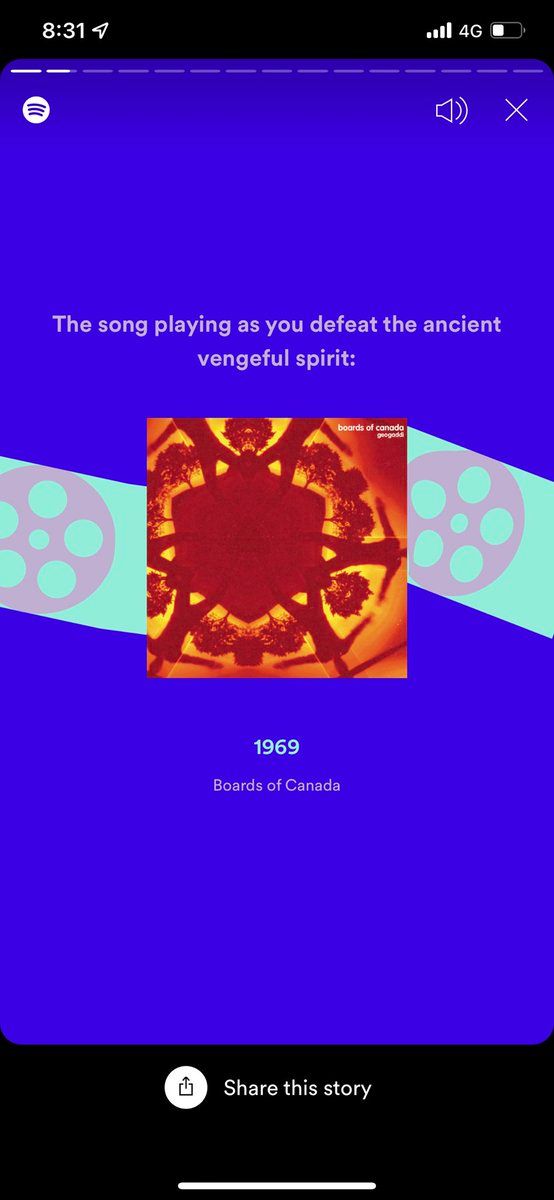 8:31
4G
The song playing as you defeat the ancient
vengeful spirit:
boards of canada
geogaddi
1969
Boards of Canada
Share this story